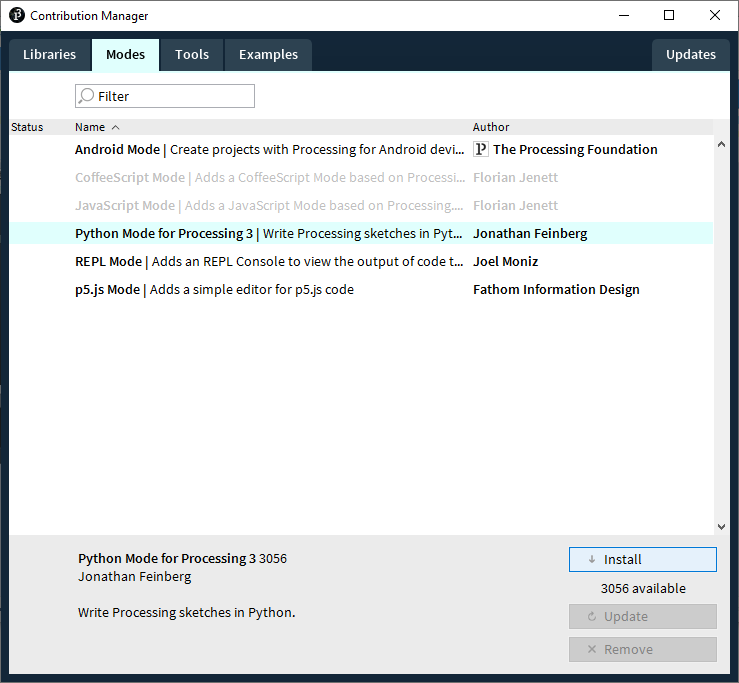 Contribution Manager
Libraries Modes Tools Examples Updates
Filter
Status Name Author
Android Mode | Create projects with Processing for Android devi... The Processing Foundation
CoffeeScript Mode | Adds a CoffeeScript Mode based on Processi... Florian Jenett
JavaScript Mode | Adds a JavaScript Mode based on Processing.... Florian Jenett
Python Mode for Processing 3 | Write Processing sketches in Pyt... Jonathan Feinberg
REPL Mode | Adds an REPL Console to view the output of code t... Joel Moniz
p5.js Mode | Adds a simple editor for p5.js code Fathom Information Design
Python Mode for Processing 3 3056
Jonathan Feinberg
Write Processing sketches in Python.
Install
3056 available
Update
Remove